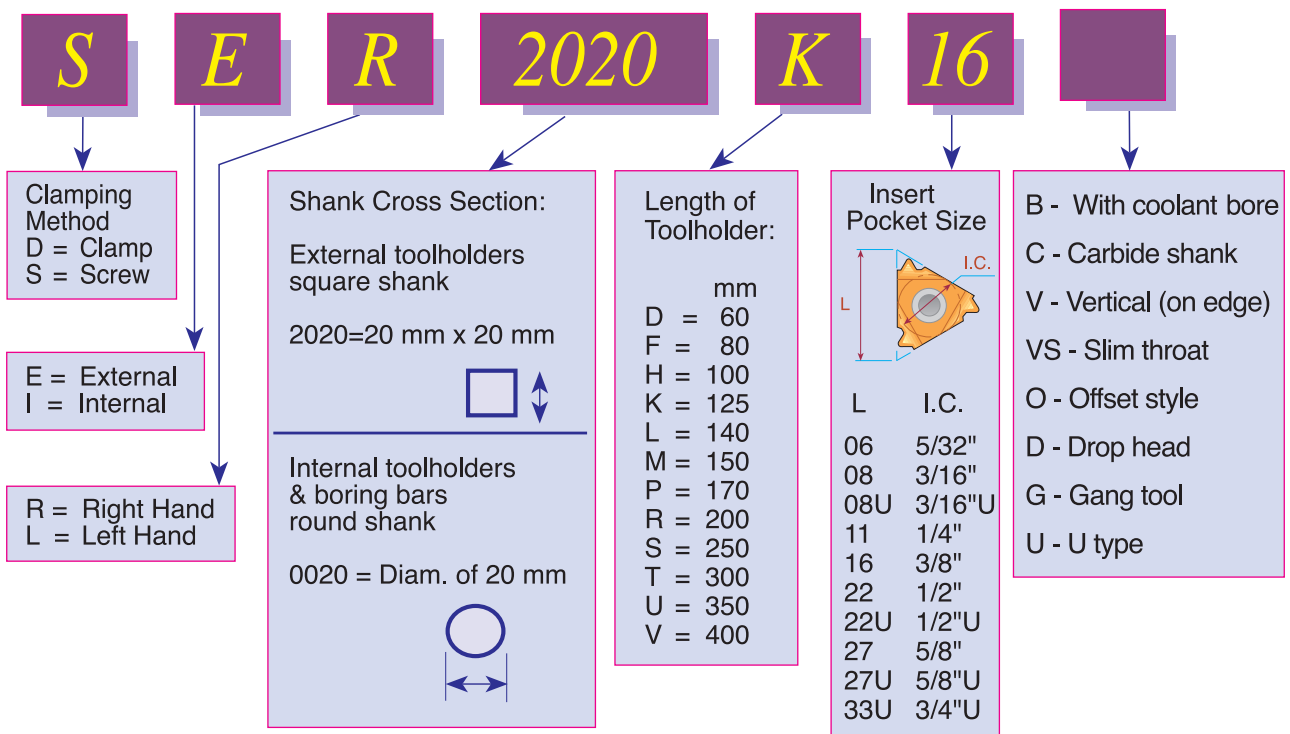 S E R 2020 K 16
Clamping
Method
D = Clamp
S = Screw
E = External
I = Internal
R = Right Hand
L = Left Hand
Shank Cross Section:
External toolholders
square shank
2020=20 mm x 20 mm
Internal toolholders
& boring bars
round shank
0020 = Diam. of 20 mm
Length of
Toolholder:
mm
D = 60
F = 80
H = 100
K = 125
L = 140
M = 150
P = 170
R = 200
S = 250
T = 300
U = 350
V = 400
Insert
Pocket Size
I.C.
L
L I.C.
06 5/32"
08 3/16"
08U 3/16"U
11 1/4"
16 3/8"
22 1/2"
22U 1/2"U
27 5/8"
27U 5/8"U
33U 3/4"U
B - With coolant bore
C - Carbide shank
V - Vertical (on edge)
VS - Slim throat
O - Offset style
D - Drop head
G - Gang tool
U - U type